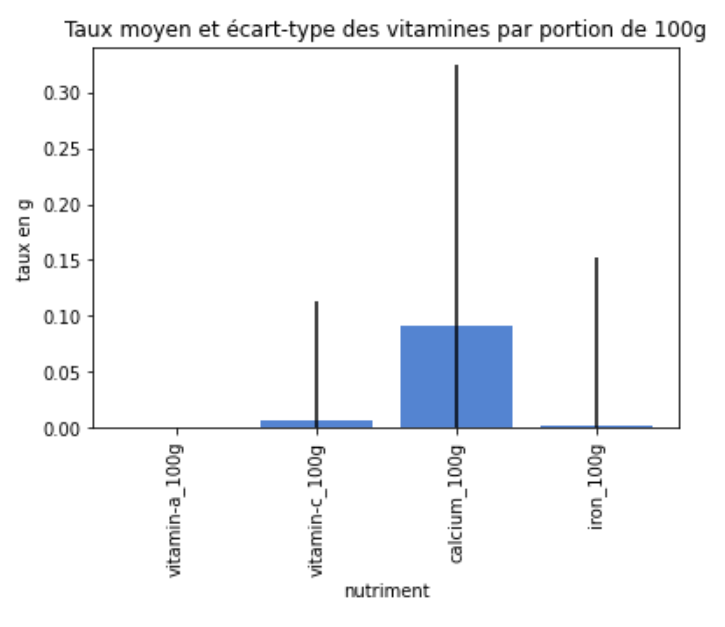 Taux moyen et écart-type des vitamines par portion de 100g
taux en g
0.30
0.25
0.20
0.15
0.10
0.05
0.00
vitamin-a_100g
vitamin-c_100g
calcium_100g
iron_100g
nutriment